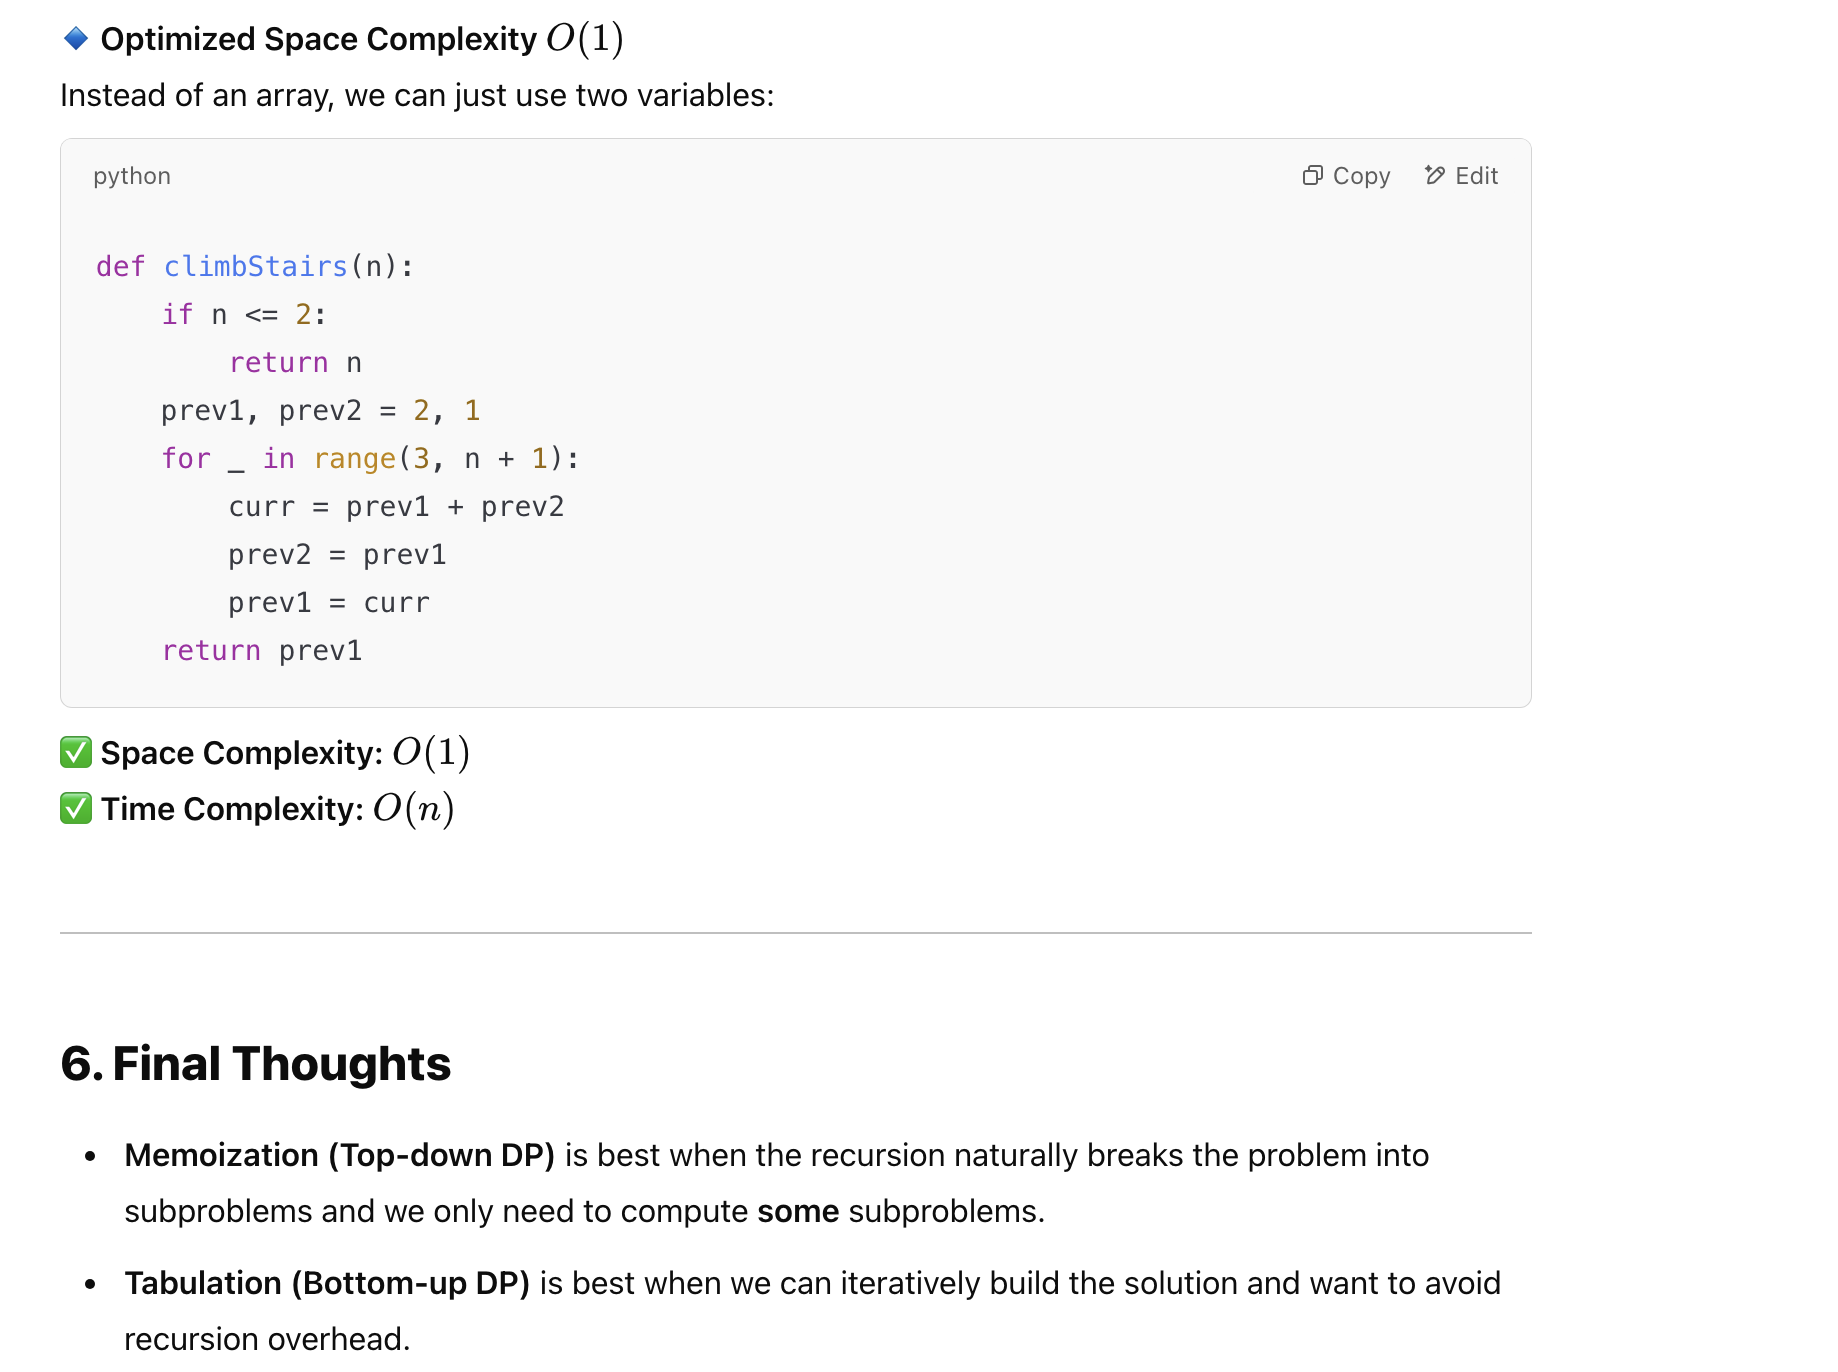 🔹 Optimized Space Complexity O(1)
Instead of an array, we can just use two variables:
python
Copy Edit
def climbStairs(n):
    if n <= 2:
        return n
    prev1, prev2 = 2, 1
    for _ in range(3, n + 1):
        curr = prev1 + prev2
        prev2 = prev1
        prev1 = curr
    return prev1
✅ Space Complexity: O(1)
✅ Time Complexity: O(n)
6. Final Thoughts
• Memoization (Top-down DP) is best when the recursion naturally breaks the problem into
subproblems and we only need to compute some subproblems.
• Tabulation (Bottom-up DP) is best when we can iteratively build the solution and want to avoid
recursion overhead.